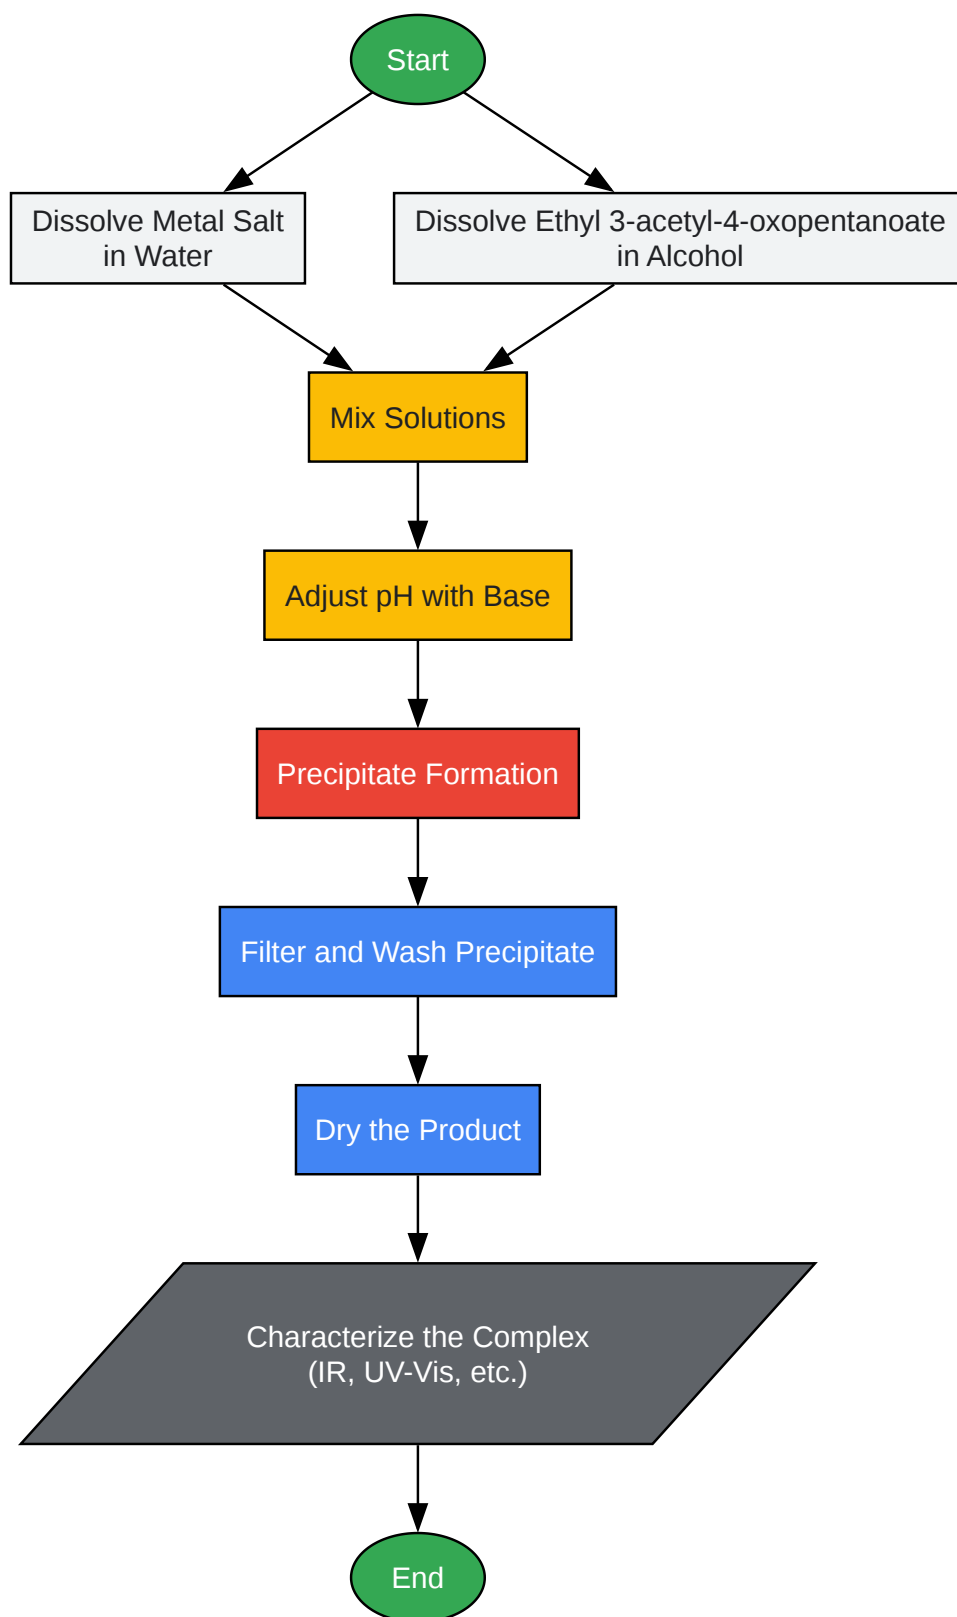 Start
Dissolve Metal Salt
in Water
Dissolve Ethyl 3-acetyl-4-oxopentanoate
in Alcohol
Mix Solutions
Adjust pH with Base
Precipitate Formation
Filter and Wash Precipitate
Dry the Product
Characterize the Complex
(IR, UV-Vis, etc.)
End